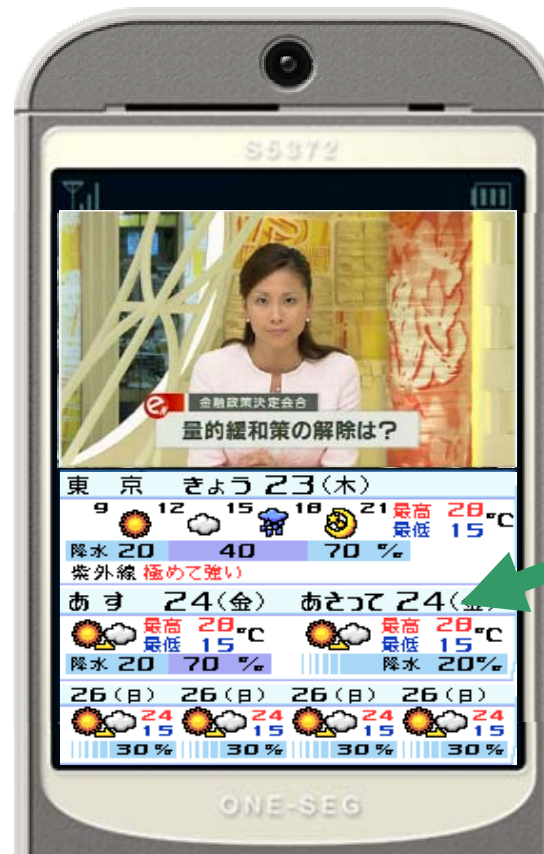 S5372
金融政策決定会合
量的緩和策の解除は？
東 京 きょう 23(木)
9 12 15 18 21 最高 28 ℃
最低 15
降水 20 40 70 %
紫外線 極めて強い
あ す 24(金) あさって 24(金)
最高 28 ℃ 最高 28 ℃
最低 15 最低 15
降水 20 70 % 降水 20%
26(日) 26(日) 26(日) 26(日)
24 24 24 24
15 15 15 15
30% 30% 30% 30%
ONE-SEG